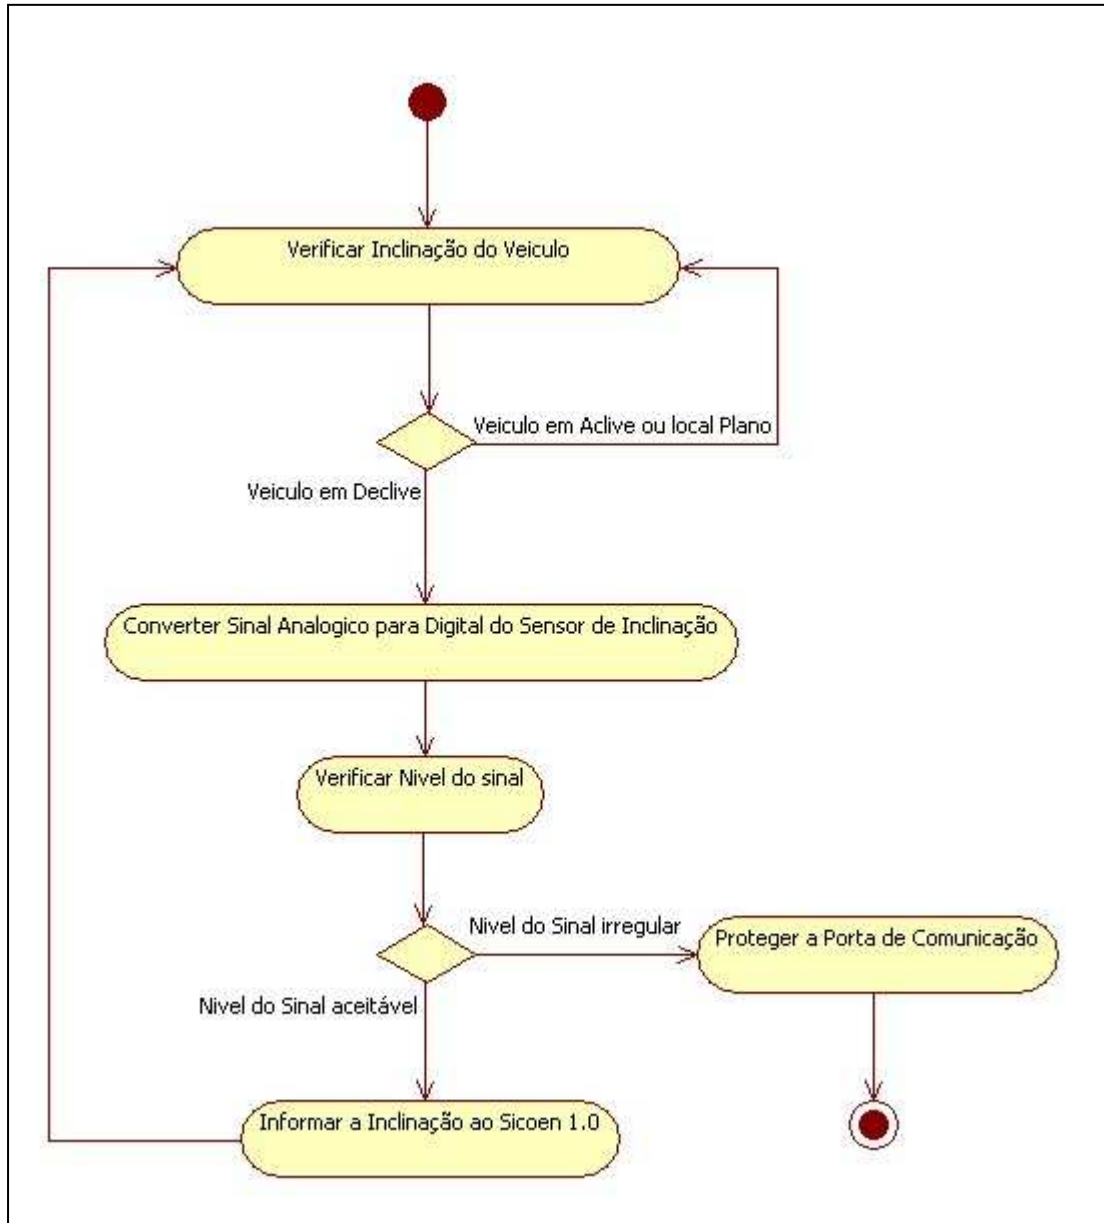 Verificar Inclinação do Veiculo
Veiculo em Aclive ou local Plano
Veiculo em Declive
Converter Sinal Analogico para Digital do Sensor de Inclinação
Verificar Nivel do sinal
Nivel do Sinal irregular
Proteger a Porta de Comunicação
Nivel do Sinal aceitável
Informar a Inclinação ao Sicoen 1.0